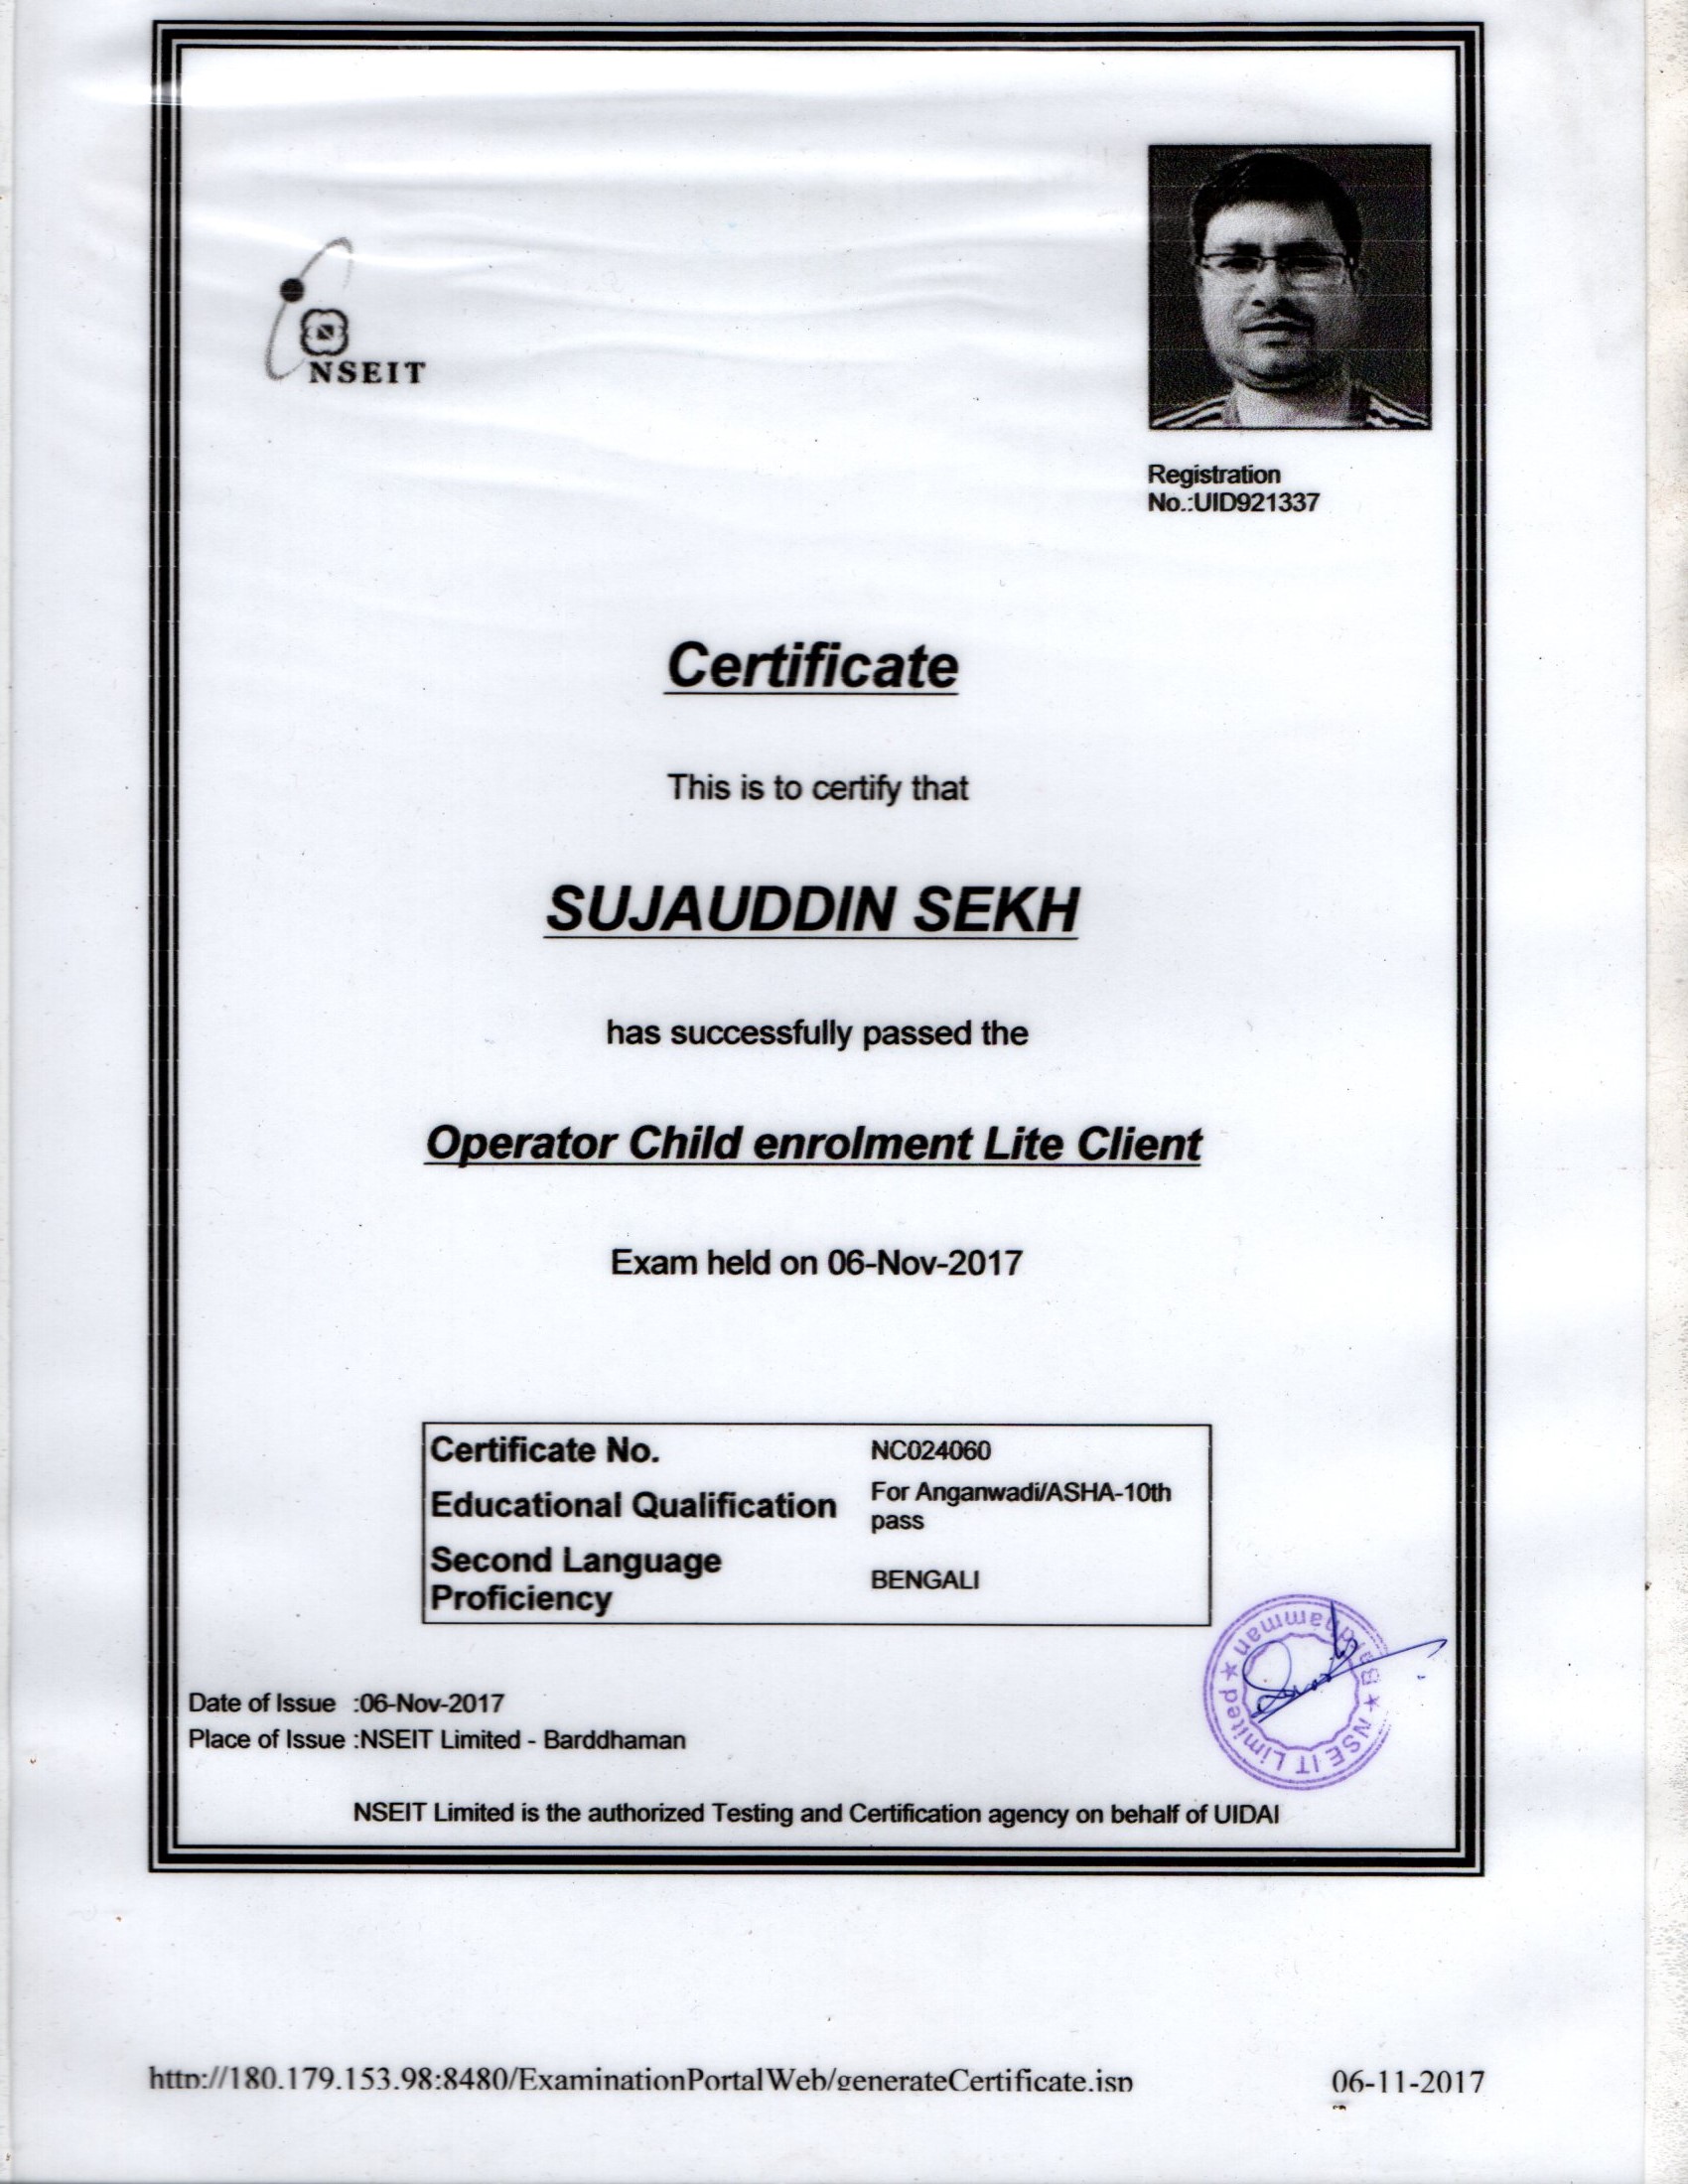 NSEIT
Registration
No.:UID921337
Certificate
This is to certify that
SUJAUDDIN SEKH
has successfully passed the
Operator Child enrolment Lite Client
Exam held on 06-Nov-2017
Certificate No. NC024060
Educational Qualification For Anganwadi/ASHA-10th
pass
Second Language
Proficiency BENGALI
NSEIT Limited
Date of Issue :06-Nov-2017
Place of Issue :NSEIT Limited - Barddhaman
NSEIT Limited is the authorized Testing and Certification agency on behalf of UIDAI
http://180.179.153.98:8480/ExaminationPortalWeb/generateCertificate.jsp 06-11-2017